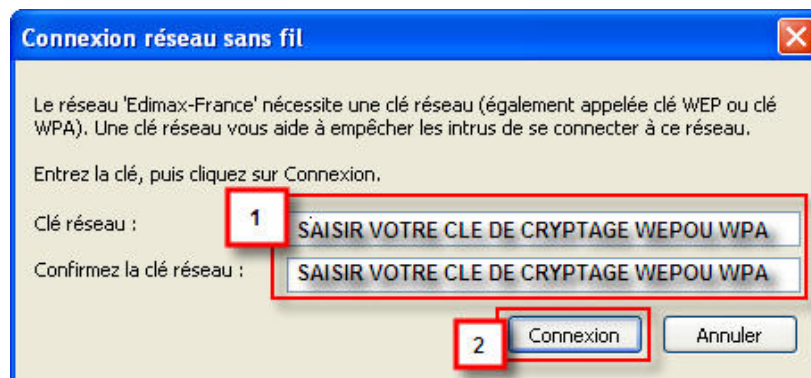 Connexion réseau sans fil
Le réseau 'Edimax-France' nécessite une clé réseau (également appelée clé WEP ou clé
WPA). Une clé réseau vous aide à empêcher les intrus de se connecter à ce réseau.
Entrez la clé, puis cliquez sur Connexion.
Clé réseau : 1 SAISIR VOTRE CLE DE CRYPTAGE WEPOU WPA
Confirmez la clé réseau : SAISIR VOTRE CLE DE CRYPTAGE WEPOU WPA
2 Connexion Annuler